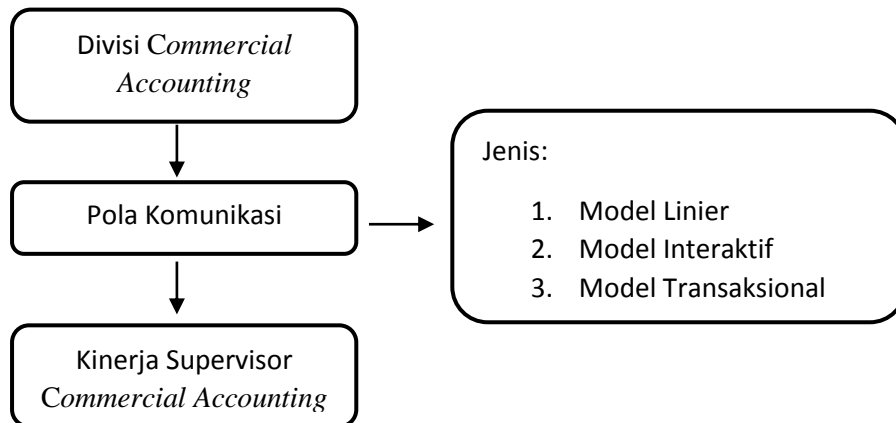 Divisi Commercial
Accounting
Pola Komunikasi
Jenis:
1. Model Linier
2. Model Interaktif
3. Model Transaksional
Kinerja Supervisor
Commercial Accounting